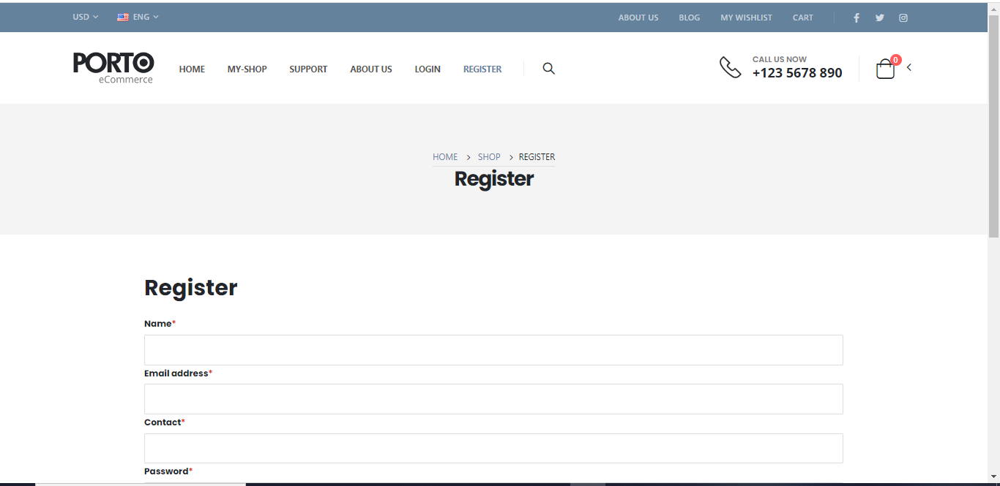 USD ENG ABOUT US BLOG MY WISHLIST CART
PORTO
eCommerce
HOME MY-SHOP SUPPORT ABOUT US LOGIN REGISTER
CALL US NOW
+123 5678 890
0
HOME > SHOP > REGISTER
Register
Register
Name*
Email address*
Contact*
Password*